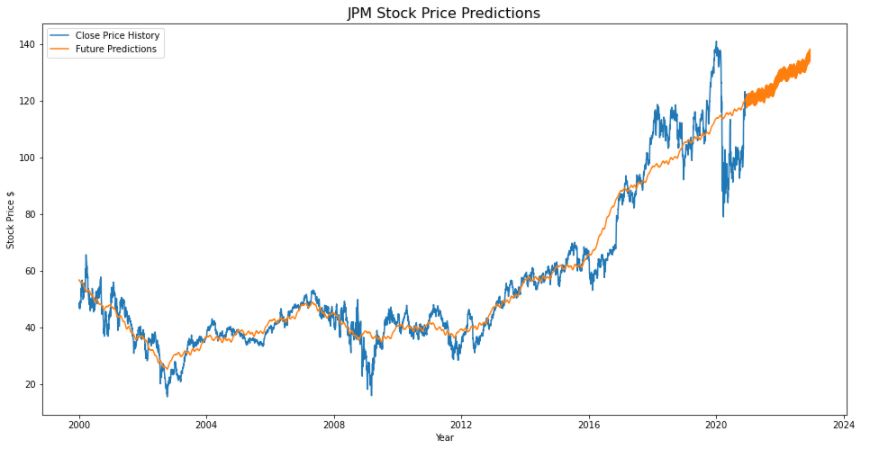 JPM Stock Price Predictions
Close Price History
Future Predictions
Stock Price $
140
120
100
80
60
40
20
2000 2004 2008 2012 2016 2020 2024
Year